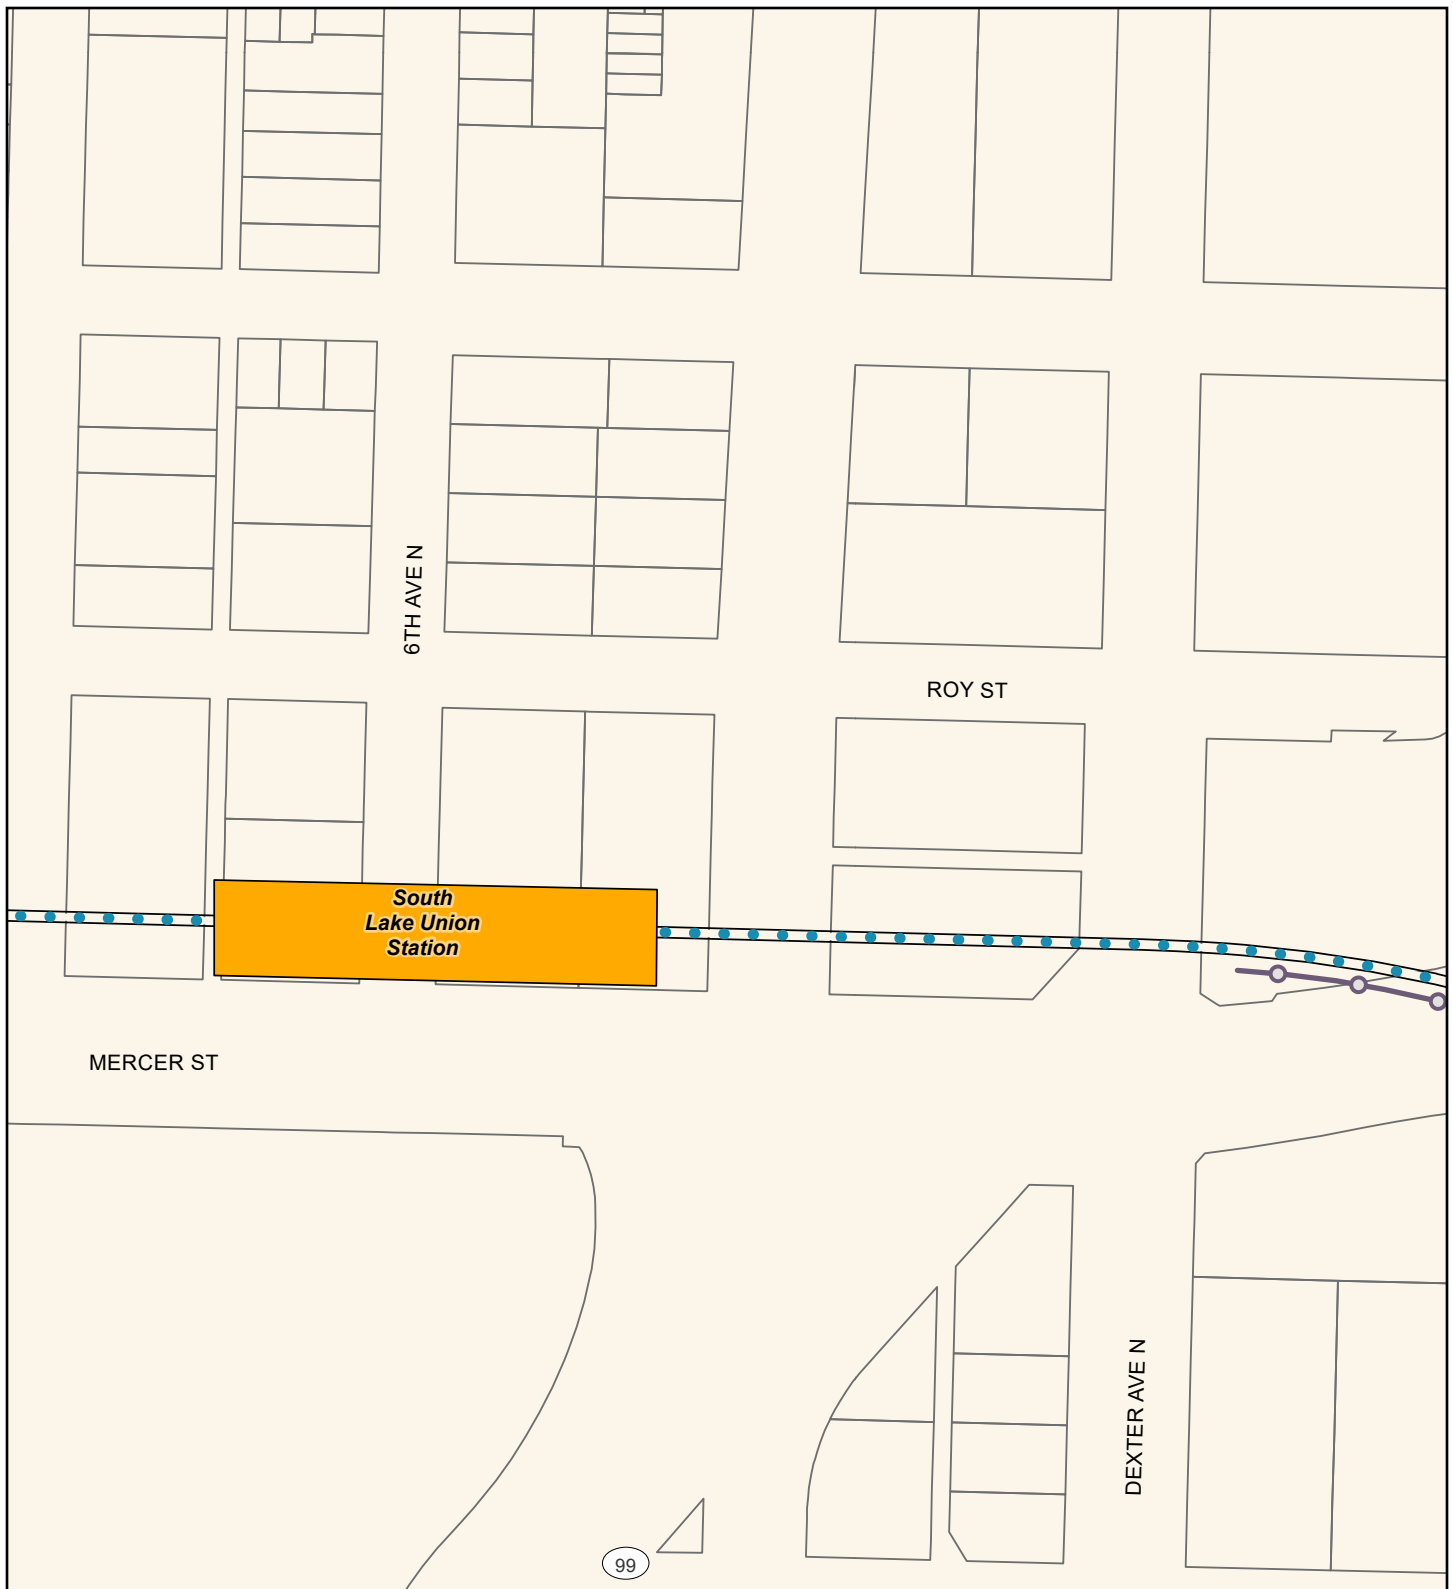 6TH AVE N
ROY ST
South
Lake Union
Station
MERCER ST
DEXTER AVE N
99